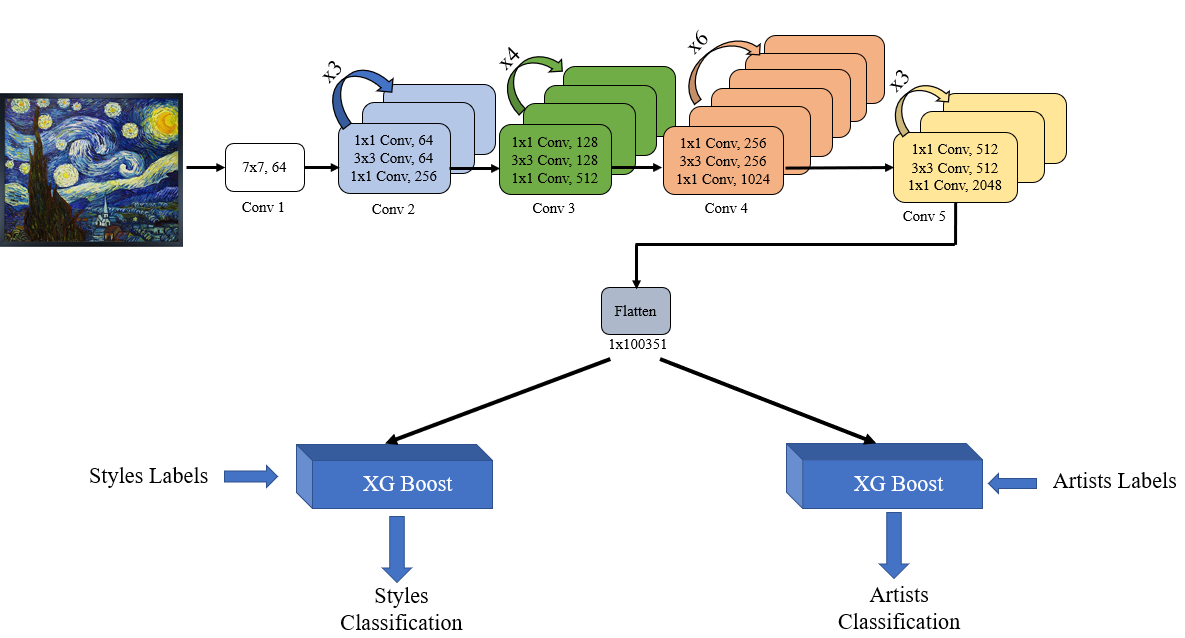 x3
x4
x6
x3
7x7, 64
1x1 Conv, 64
3x3 Conv, 64
1x1 Conv, 256
1x1 Conv, 128
3x3 Conv, 128
1x1 Conv, 512
1x1 Conv, 256
3x3 Conv, 256
1x1 Conv, 1024
1x1 Conv, 512
3x3 Conv, 512
1x1 Conv, 2048
Conv 1
Conv 2
Conv 3
Conv 4
Conv 5
Flatten
1x100351
Styles Labels
XG Boost
XG Boost
Artists Labels
Styles
Classification
Artists
Classification